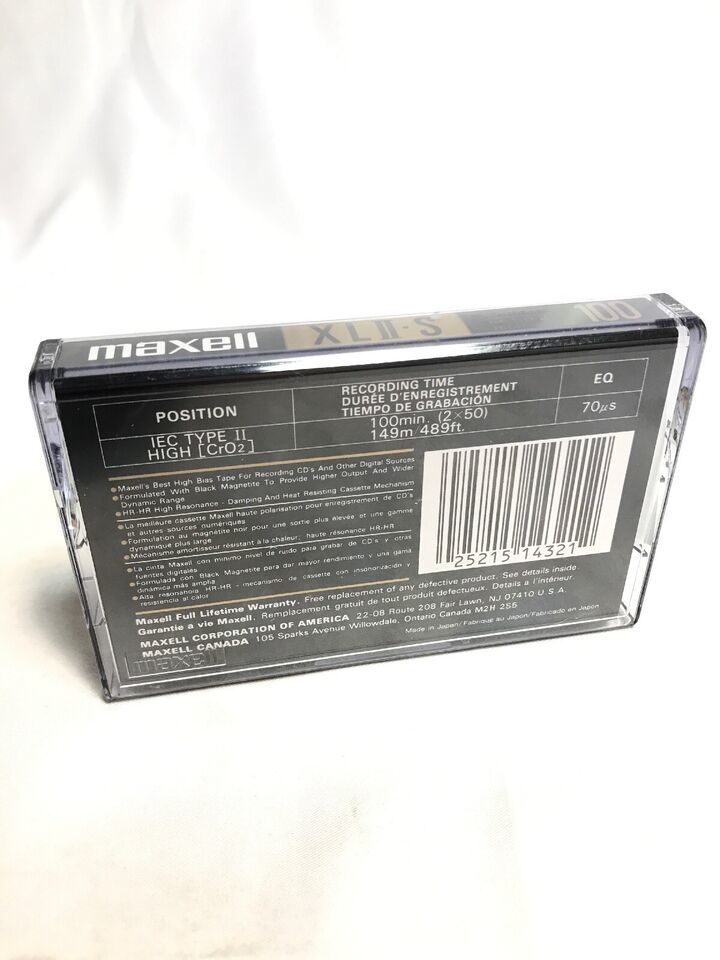 maxell XLII-S 100
POSITION
RECORDING TIME
DURÉE D'ENREGISTREMENT
TIEMPO DE GRABACIÓN
EQ
IEC TYPE II
HIGH [CrO2]
100min. (2×50)
149m/489ft.
70µs
●Maxell's Best High Bias Tape For Recording CD's And Other Digital Sources
●Formulated With Black Magnetite To Provide Higher Output And Wider
Dynamic Range
●HR-HR High Resonance - Damping And Heat Resisting Cassette Mechanism
●La meilleure cassette Maxell haute polarisation pour enregistrement de CD's
et autres sources numériques
●Formulation au magnetite noir pour une sortie plus élevée et une gamme
dynamique plus large
●Mécanisme amortisseur résistant à la chaleur, haute résonance HR-HR
●La cinta Maxell con minimo nivel de ruido para grabar de CD's y otras
fuentes digitales
●Formulada con Black Magnetite para dar mayor rendimiento y una gama
dinámica más amplia
●Alta resonancia HR-HR - mecanismo de cassette con insonorización y
resistencia al calor
25215 14321
Maxell Full Lifetime Warranty. Free replacement of any defective product. See details inside.
Garantie a vie Maxell. Remplacement gratuit de tout produit defectueux. Details a l'intérieur.
MAXELL CORPORATION OF AMERICA 22-08 Route 208 Fair Lawn, NJ 07410 U.S.A.
MAXELL CANADA 105 Sparks Avenue Willowdale, Ontario Canada M2H 2S5
Made in Japan/Fabriqué au Japon/Fabricado en Japón
maxell